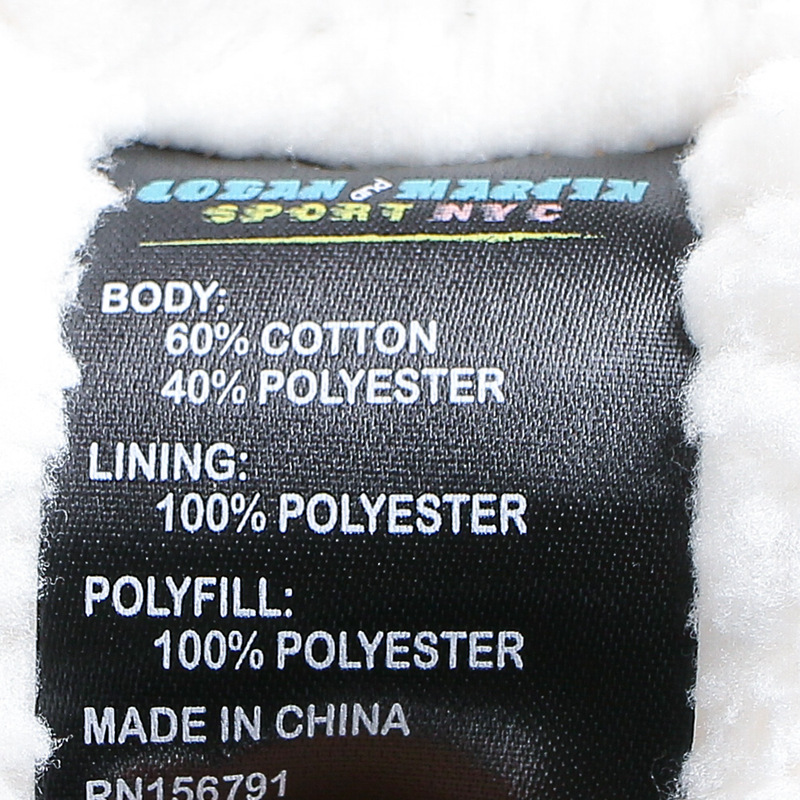 LOGAN and MARTIN
SPORT NYC
BODY:
60% COTTON
40% POLYESTER
LINING:
100% POLYESTER
POLYFILL:
100% POLYESTER
MADE IN CHINA
RN156791